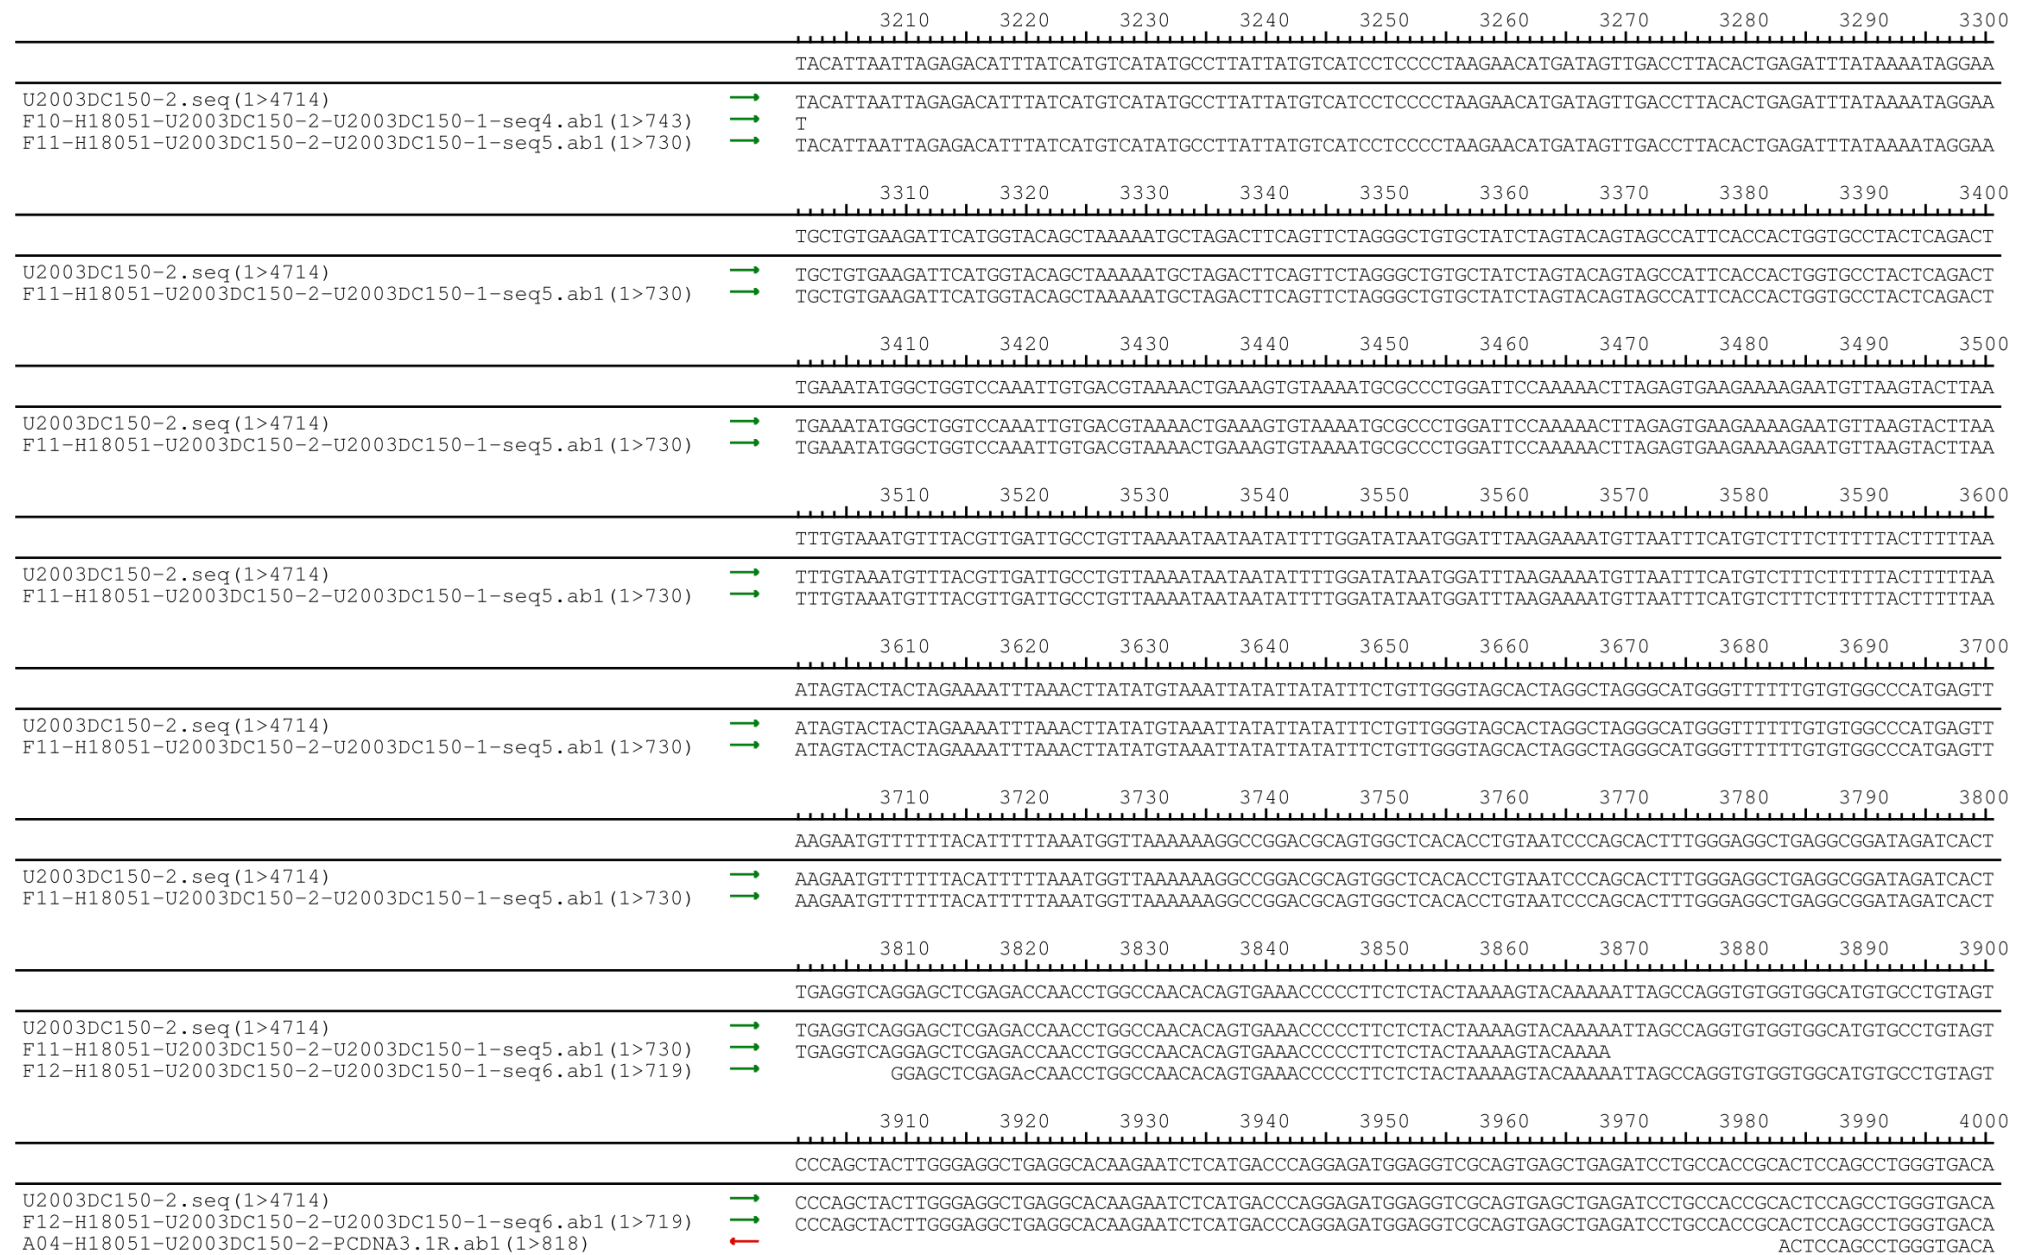 3210 3220 3230 3240 3250 3260 3270 3280 3290 3300
TACATTAATTAGAGACATTTATCATGTCATATGCCTTATTATGTCATCCTCCCCTAAGAACATGATAGTTGACCTTACACTGAGATTTATAAAATAGGAA
U2003DC150-2.seq(1>4714) TACATTAATTAGAGACATTTATCATGTCATATGCCTTATTATGTCATCCTCCCCTAAGAACATGATAGTTGACCTTACACTGAGATTTATAAAATAGGAA
F10-H18051-U2003DC150-2-U2003DC150-1-seq4.ab1(1>743) T
F11-H18051-U2003DC150-2-U2003DC150-1-seq5.ab1(1>730) TACATTAATTAGAGACATTTATCATGTCATATGCCTTATTATGTCATCCTCCCCTAAGAACATGATAGTTGACCTTACACTGAGATTTATAAAATAGGAA
3310 3320 3330 3340 3350 3360 3370 3380 3390 3400
TGCTGTGAAGATTCATGGTACAGCTAAAAATGCTAGACTTCAGTTCTAGGGCTGTGCTATCTAGTACAGTAGCCATTCACCACTGGTGCCTACTCAGACT
U2003DC150-2.seq(1>4714) TGCTGTGAAGATTCATGGTACAGCTAAAAATGCTAGACTTCAGTTCTAGGGCTGTGCTATCTAGTACAGTAGCCATTCACCACTGGTGCCTACTCAGACT
F11-H18051-U2003DC150-2-U2003DC150-1-seq5.ab1(1>730) TGCTGTGAAGATTCATGGTACAGCTAAAAATGCTAGACTTCAGTTCTAGGGCTGTGCTATCTAGTACAGTAGCCATTCACCACTGGTGCCTACTCAGACT
3410 3420 3430 3440 3450 3460 3470 3480 3490 3500
TGAAATATGGCTGGTCCAAATTGTGACGTAAAACTGAAAGTGTAAAATGCGCCCTGGATTCCAAAAACTTAGAGTGAAGAAAAGAATGTTAAGTACTTAA
U2003DC150-2.seq(1>4714) TGAAATATGGCTGGTCCAAATTGTGACGTAAAACTGAAAGTGTAAAATGCGCCCTGGATTCCAAAAACTTAGAGTGAAGAAAAGAATGTTAAGTACTTAA
F11-H18051-U2003DC150-2-U2003DC150-1-seq5.ab1(1>730) TGAAATATGGCTGGTCCAAATTGTGACGTAAAACTGAAAGTGTAAAATGCGCCCTGGATTCCAAAAACTTAGAGTGAAGAAAAGAATGTTAAGTACTTAA
3510 3520 3530 3540 3550 3560 3570 3580 3590 3600
TTTGTAAATGTTTACGTTGATTGCCTGTTAAAATAATAATATTTTGGATATAATGGATTTAAGAAAATGTTAATTTCATGTCTTTCTTTTTACTTTTTAA
U2003DC150-2.seq(1>4714) TTTGTAAATGTTTACGTTGATTGCCTGTTAAAATAATAATATTTTGGATATAATGGATTTAAGAAAATGTTAATTTCATGTCTTTCTTTTTACTTTTTAA
F11-H18051-U2003DC150-2-U2003DC150-1-seq5.ab1(1>730) TTTGTAAATGTTTACGTTGATTGCCTGTTAAAATAATAATATTTTGGATATAATGGATTTAAGAAAATGTTAATTTCATGTCTTTCTTTTTACTTTTTAA
3610 3620 3630 3640 3650 3660 3670 3680 3690 3700
ATAGTACTACTAGAAAATTTAAACTTATATGTAAATTATATTATATTTCTGTTGGGTAGCACTAGGCTAGGGCATGGGTTTTTTGTGTGGCCCATGAGTT
U2003DC150-2.seq(1>4714) ATAGTACTACTAGAAAATTTAAACTTATATGTAAATTATATTATATTTCTGTTGGGTAGCACTAGGCTAGGGCATGGGTTTTTTGTGTGGCCCATGAGTT
F11-H18051-U2003DC150-2-U2003DC150-1-seq5.ab1(1>730) ATAGTACTACTAGAAAATTTAAACTTATATGTAAATTATATTATATTTCTGTTGGGTAGCACTAGGCTAGGGCATGGGTTTTTTGTGTGGCCCATGAGTT
3710 3720 3730 3740 3750 3760 3770 3780 3790 3800
AAGAATGTTTTTTACATTTTTAAATGGTTAAAAAAGGCCGGACGCAGTGGCTCACACCTGTAATCCCAGCACTTTGGGAGGCTGAGGCGGATAGATCACT
U2003DC150-2.seq(1>4714) AAGAATGTTTTTTACATTTTTAAATGGTTAAAAAAGGCCGGACGCAGTGGCTCACACCTGTAATCCCAGCACTTTGGGAGGCTGAGGCGGATAGATCACT
F11-H18051-U2003DC150-2-U2003DC150-1-seq5.ab1(1>730) AAGAATGTTTTTTACATTTTTAAATGGTTAAAAAAGGCCGGACGCAGTGGCTCACACCTGTAATCCCAGCACTTTGGGAGGCTGAGGCGGATAGATCACT
3810 3820 3830 3840 3850 3860 3870 3880 3890 3900
TGAGGTCAGGAGCTCGAGACCAACCTGGCCAACACAGTGAAACCCCCTTCTCTACTAAAAGTACAAAAATTAGCCAGGTGTGGTGGCATGTGCCTGTAGT
U2003DC150-2.seq(1>4714) TGAGGTCAGGAGCTCGAGACCAACCTGGCCAACACAGTGAAACCCCCTTCTCTACTAAAAGTACAAAAATTAGCCAGGTGTGGTGGCATGTGCCTGTAGT
F11-H18051-U2003DC150-2-U2003DC150-1-seq5.ab1(1>730) TGAGGTCAGGAGCTCGAGACCAACCTGGCCAACACAGTGAAACCCCCTTCTCTACTAAAAGTACAAAA
F12-H18051-U2003DC150-2-U2003DC150-1-seq6.ab1(1>719) GGAGCTCGAGAcCAACCTGGCCAACACAGTGAAACCCCCTTCTCTACTAAAAGTACAAAAATTAGCCAGGTGTGGTGGCATGTGCCTGTAGT
3910 3920 3930 3940 3950 3960 3970 3980 3990 4000
CCCAGCTACTTGGGAGGCTGAGGCACAAGAATCTCATGACCCAGGAGATGGAGGTCGCAGTGAGCTGAGATCCTGCCACCGCACTCCAGCCTGGGTGACA
U2003DC150-2.seq(1>4714) CCCAGCTACTTGGGAGGCTGAGGCACAAGAATCTCATGACCCAGGAGATGGAGGTCGCAGTGAGCTGAGATCCTGCCACCGCACTCCAGCCTGGGTGACA
F12-H18051-U2003DC150-2-U2003DC150-1-seq6.ab1(1>719) CCCAGCTACTTGGGAGGCTGAGGCACAAGAATCTCATGACCCAGGAGATGGAGGTCGCAGTGAGCTGAGATCCTGCCACCGCACTCCAGCCTGGGTGACA
A04-H18051-U2003DC150-2-PCDNA3.1R.ab1(1>818) ACTCCAGCCTGGGTGACA